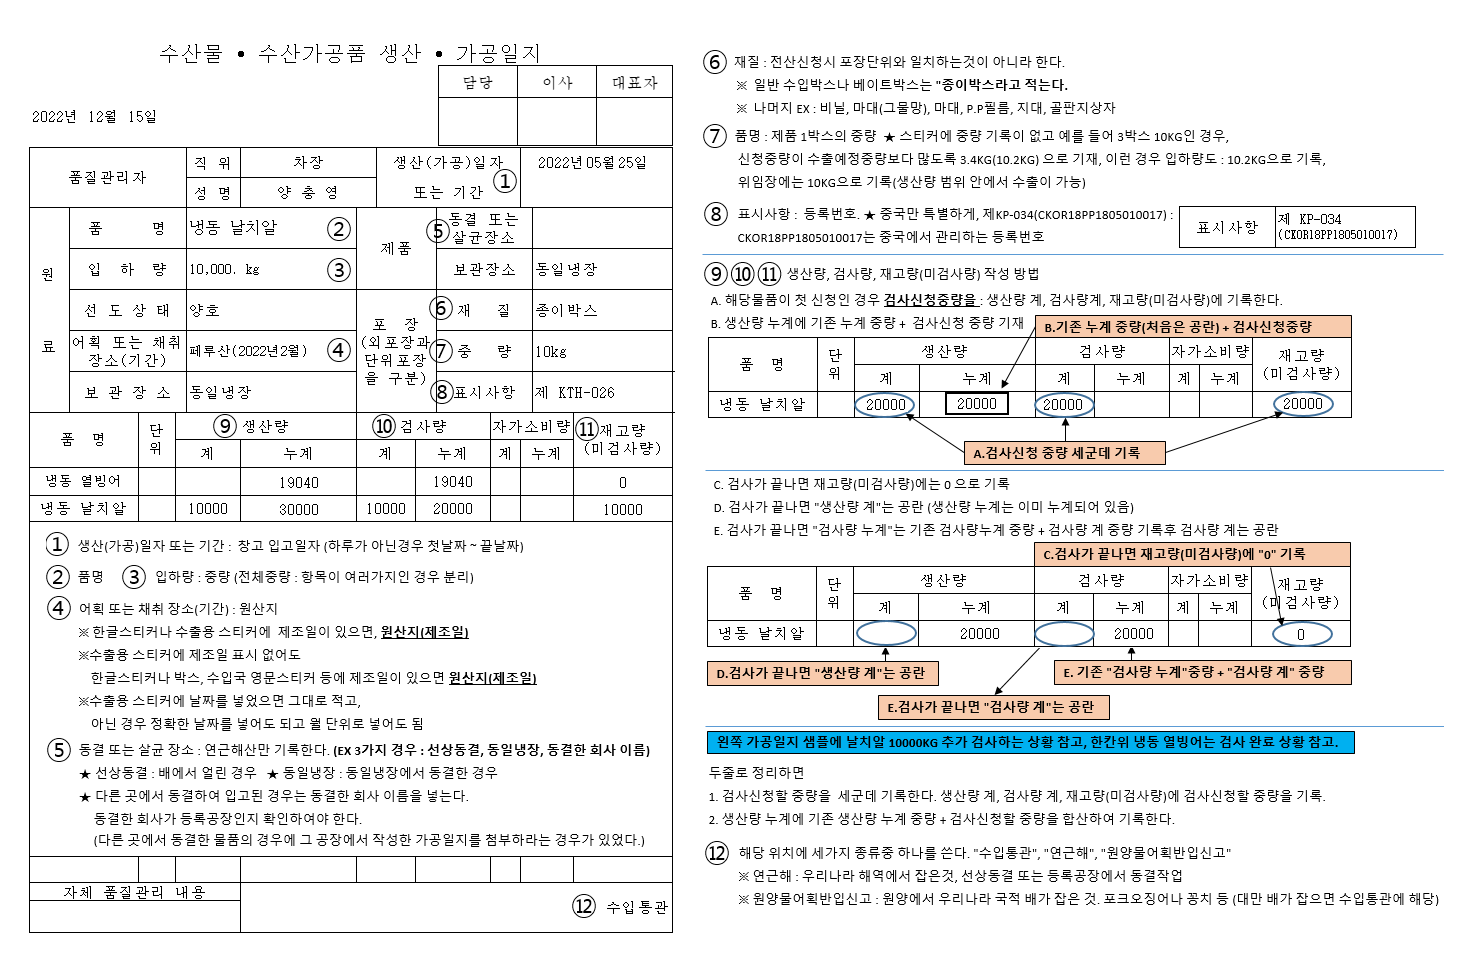 수산물 • 수산가공품 생산 • 가공일지
담당 이사 대표자
2022년 12월 15일
품질관리자 직 위 차장 생산(가공)일자 2022년05월25일
성 명 양 충 영 또는 기간 ①
원 료
품 명 냉동 날치알 ② 제품 ⑤ 동결 또는 살균장소
입 하 량 10,000. kg ③ 보관장소 동일냉장
선 도 상 태 양호 포 장 (외포장과 단위포장을 구분) ⑥ 재 질 종이박스
어획 또는 채취 장소(기간) 페루산(2022년2월) ④ ⑦ 중 량 10kg
보 관 장 소 동일냉장 ⑧ 표시사항 제 KTH-026
품 명 단위 ⑨ 생산량 ⑩ 검사량 자가소비량 ⑪ 재고량 (미검사량)
계 누계 계 누계 계 누계
냉동 열빙어 19040 19040 0
냉동 날치알 10000 30000 10000 20000 10000
① 생산(가공)일자 또는 기간 : 창고 입고일자 (하루가 아닌경우 첫날짜 ~ 끝날짜)
② 품명 ③ 입하량 : 중량 (전체중량 : 항목이 여러가지인 경우 분리)
④ 어획 또는 채취 장소(기간) : 원산지
※ 한글스티커나 수출용 스티커에 제조일이 있으면, 원산지(제조일)
※수출용 스티커에 제조일 표시 없어도
한글스티커나 박스, 수입국 영문스티커 등에 제조일이 있으면 원산지(제조일)
※수출용 스티커에 날짜를 넣었으면 그대로 적고,
아닌 경우 정확한 날짜를 넣어도 되고 월 단위로 넣어도 됨
⑤ 동결 또는 살균 장소 : 연근해산만 기록한다. (EX 3가지 경우 : 선상동결, 동일냉장, 동결한 회사 이름)
★ 선상동결 : 배에서 얼린 경우 ★ 동일냉장 : 동일냉장에서 동결한 경우
★ 다른 곳에서 동결하여 입고된 경우는 동결한 회사 이름을 넣는다.
동결한 회사가 등록공장인지 확인하여야 한다.
(다른 곳에서 동결한 물품의 경우에 그 공장에서 작성한 가공일지를 첨부하라는 경우가 있었다.)
자체 품질관리 내용
⑫ 수입통관
⑥ 재질 : 전산신청시 포장단위와 일치하는것이 아니라 한다.
※ 일반 수입박스나 베이트박스는 "종이박스라고 적는다.
※ 나머지 EX : 비닐, 마대(그물망), 마대, P.P필름, 지대, 골판지상자
⑦ 품명 : 제품 1박스의 중량 ★ 스티커에 중량 기록이 없고 예를 들어 3박스 10KG인 경우,
신청중량이 수출예정중량보다 많도록 3.4KG(10.2KG) 으로 기재, 이런 경우 입하량도 : 10.2KG으로 기록,
위임장에는 10KG으로 기록(생산량 범위 안에서 수출이 가능)
⑧ 표시사항 : 등록번호. ★ 중국만 특별하게, 제KP-034(CKOR18PP1805010017) :
CKOR18PP1805010017는 중국에서 관리하는 등록번호
표시사항 제 KP-034
(CKOR18PP1805010017)
⑨⑩⑪ 생산량, 검사량, 재고량(미검사량) 작성 방법
A. 해당물품이 첫 신청인 경우 검사신청중량을 : 생산량 계, 검사량계, 재고량(미검사량)에 기록한다.
B. 생산량 누계에 기존 누계 중량 + 검사신청 중량 기재
B.기존 누계 중량(처음은 공란) + 검사신청중량
품 명 단위 생산량 검사량 자가소비량 재고량 (미검사량)
계 누계 계 누계 계 누계
냉동 날치알 20000 20000 20000 20000
A.검사신청 중량 세군데 기록
C. 검사가 끝나면 재고량(미검사량)에는 0 으로 기록
D. 검사가 끝나면 "생산량 계"는 공란 (생산량 누계는 이미 누계되어 있음)
E. 검사가 끝나면 "검사량 누계"는 기존 검사량누계 중량 + 검사량 계 중량 기록후 검사량 계는 공란
C.검사가 끝나면 재고량(미검사량)에 "0" 기록
품 명 단위 생산량 검사량 자가소비량 재고량 (미검사량)
계 누계 계 누계 계 누계
냉동 날치알 20000 20000 0
D.검사가 끝나면 "생산량 계"는 공란
E. 기존 "검사량 누계"중량 + "검사량 계" 중량
E.검사가 끝나면 "검사량 계"는 공란
왼쪽 가공일지 샘플에 날치알 10000KG 추가 검사하는 상황 참고, 한칸위 냉동 열빙어는 검사 완료 상황 참고.
두줄로 정리하면
1. 검사신청할 중량을 세군데 기록한다. 생산량 계, 검사량 계, 재고량(미검사량)에 검사신청할 중량을 기록.
2. 생산량 누계에 기존 생산량 누계 중량 + 검사신청할 중량을 합산하여 기록한다.
⑫ 해당 위치에 세가지 종류중 하나를 쓴다. "수입통관", "연근해", "원양물어획반입신고"
※ 연근해 : 우리나라 해역에서 잡은것, 선상동결 또는 등록공장에서 동결작업
※ 원양물어획반입신고 : 원양에서 우리나라 국적 배가 잡은 것. 포크오징어나 꽁치 등 (대만 배가 잡으면 수입통관에 해당)